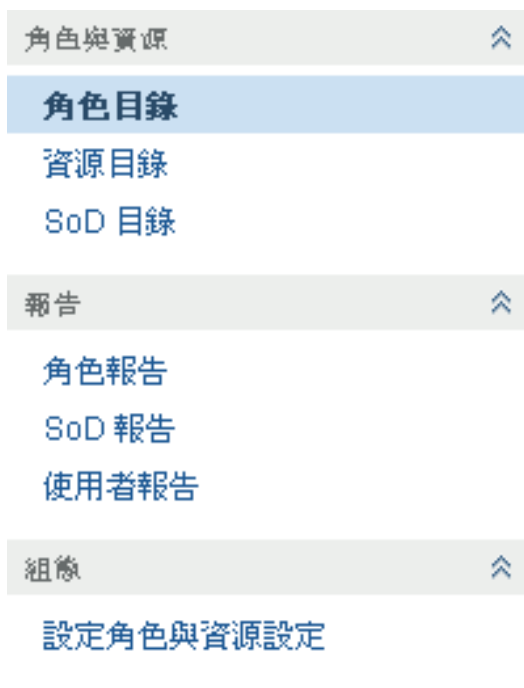 角色與資源
角色目錄
資源目錄
SoD 目錄
報告
角色報告
SoD 報告
使用者報告
組態
設定角色與資源設定